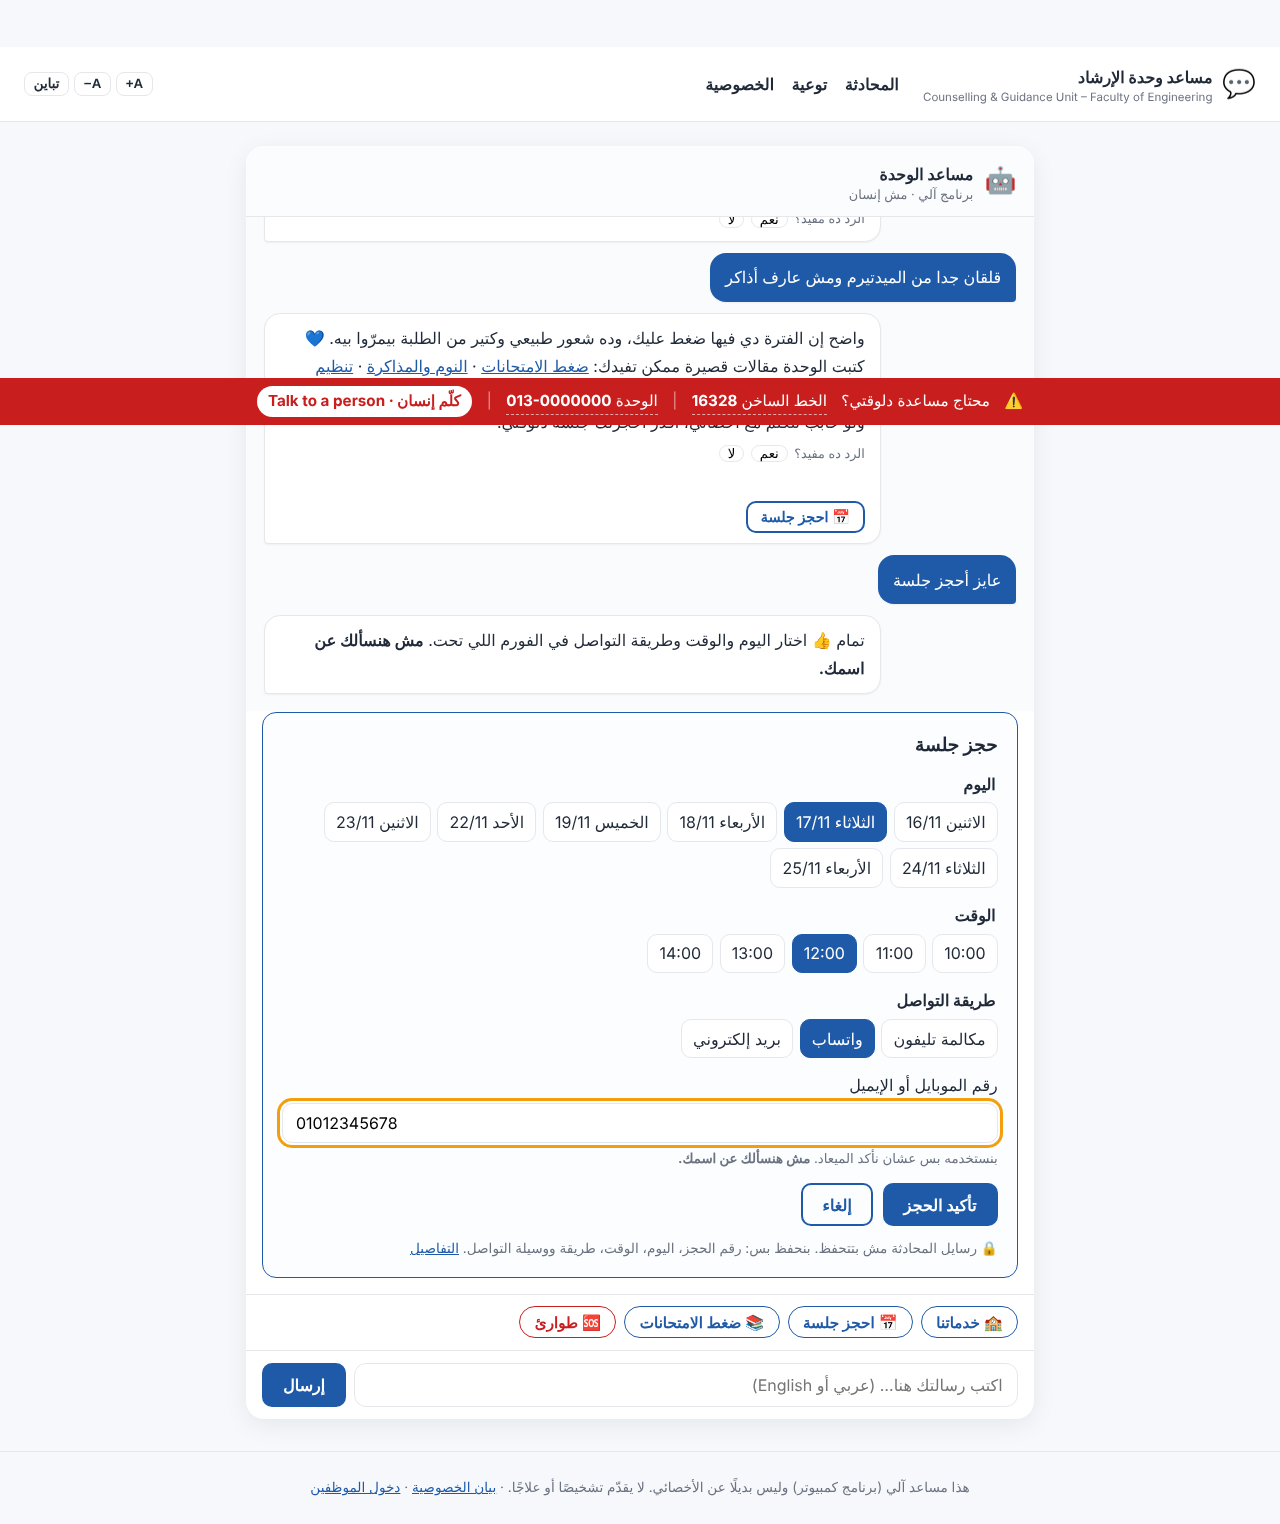 مساعد وحدة الإرشاد
Counselling & Guidance Unit – Faculty of Engineering
المحادثة توعية الخصوصية
A+ A− تباين
مساعد الوحدة
برنامج آلي · مش إنسان
الرد ده مفيد؟ نعم لا
قلقان جدا من الميدتيرم ومش عارف أذاكر
واضح إن الفترة دي فيها ضغط عليك، وده شعور طبيعي وكتير من الطلبة بيمرّوا بيه. 💙
كتبت الوحدة مقالات قصيرة ممكن تفيدك: ضغط الامتحانات · النوم والمذاكرة · تنظيم
⚠️ محتاج مساعدة دلوقتي؟ الخط الساخن 16328 | الوحدة 013-0000000 | كلّم إنسان · Talk to a person
الرد ده مفيد؟ نعم لا
📅 احجز جلسة
عايز أحجز جلسة
تمام 👍 اختار اليوم والوقت وطريقة التواصل في الفورم اللي تحت. مش هنسألك عن
اسمك.
حجز جلسة
اليوم
الاثنين 16/11 الثلاثاء 17/11 الأربعاء 18/11 الخميس 19/11 الأحد 22/11 الاثنين 23/11
الثلاثاء 24/11 الأربعاء 25/11
الوقت
10:00 11:00 12:00 13:00 14:00
طريقة التواصل
مكالمة تليفون واتساب بريد إلكتروني
رقم الموبايل أو الإيميل
01012345678
بنستخدمه بس عشان نأكد الميعاد. مش هنسألك عن اسمك.
تأكيد الحجز إلغاء
🔒 رسايل المحادثة مش بتتحفظ. بنحفظ بس: رقم الحجز، اليوم، الوقت، طريقة ووسيلة التواصل. التفاصيل
🏫 خدماتنا 📅 احجز جلسة 📚 ضغط الامتحانات 🆘 طوارئ
اكتب رسالتك هنا… (عربي أو English) إرسال
هذا مساعد آلي (برنامج كمبيوتر) وليس بديلًا عن الأخصائي. لا يقدّم تشخيصًا أو علاجًا. · بيان الخصوصية · دخول الموظفين